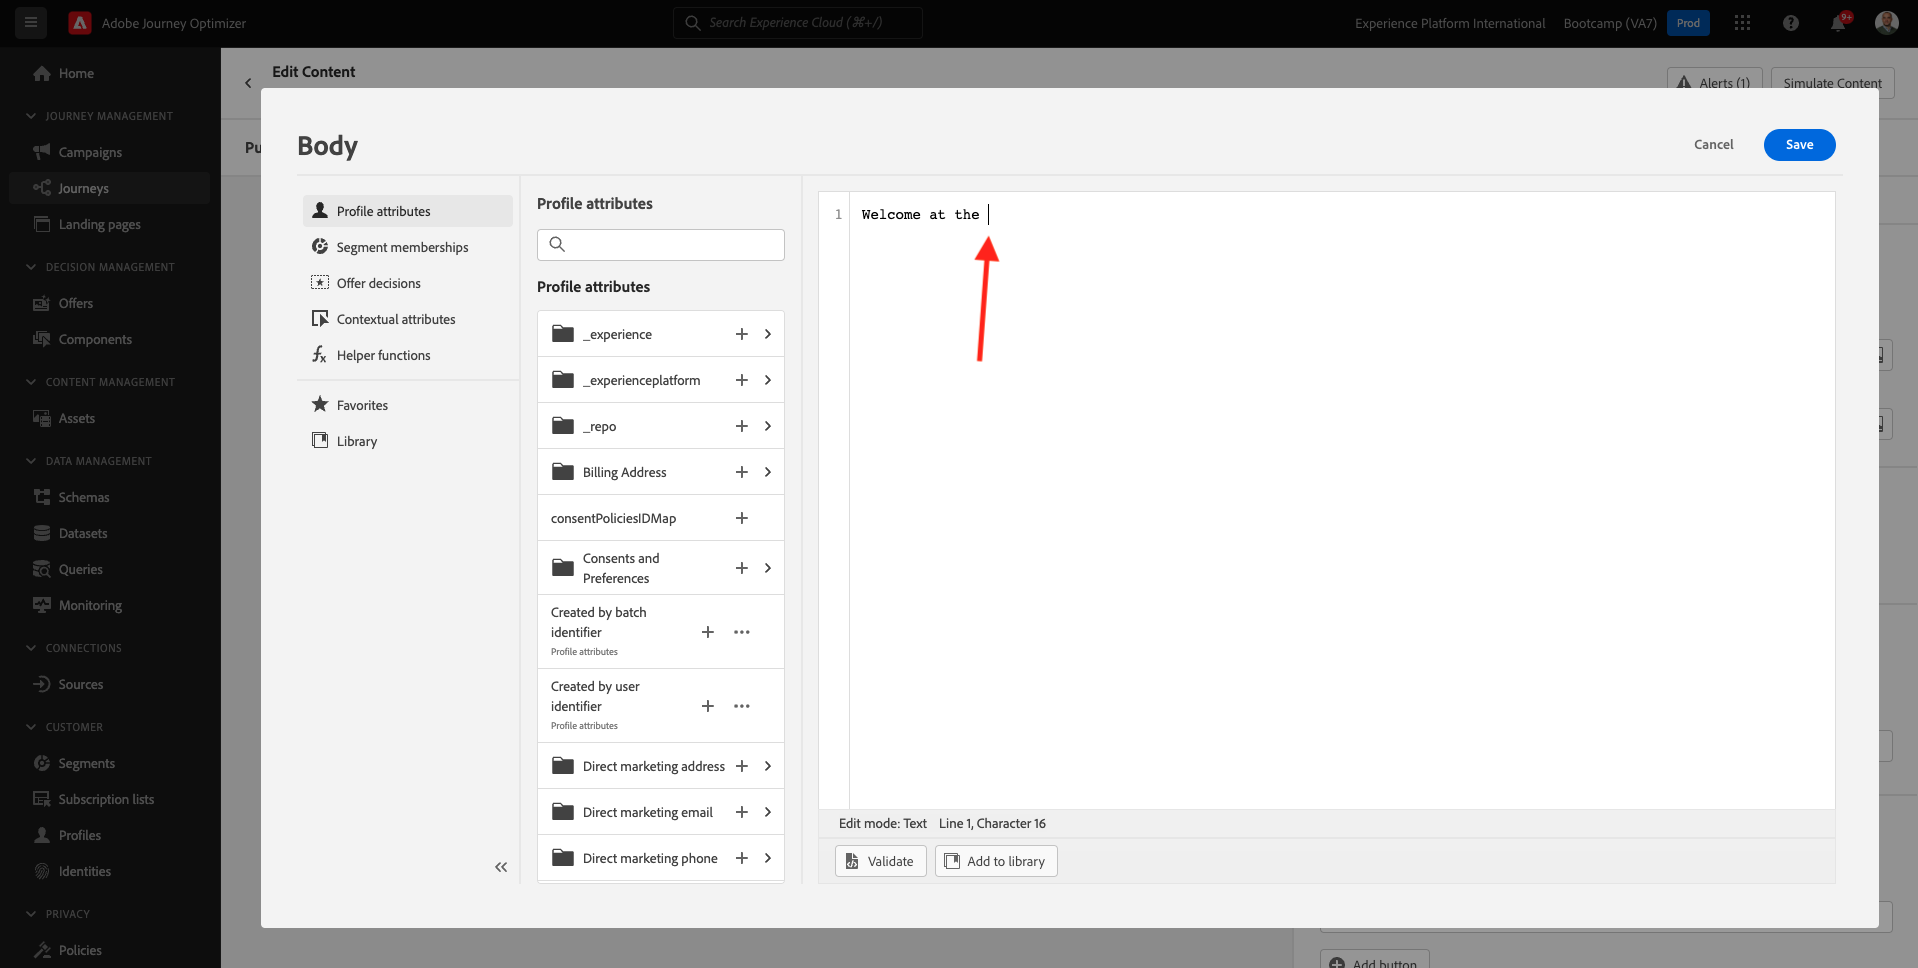 Adobe Journey Optimizer
Search Experience Cloud (⌘+/)
Experience Platform International
Bootcamp (VA7)
Prod
9+
Home
JOURNEY MANAGEMENT
Campaigns
Journeys
Landing pages
DECISION MANAGEMENT
Offers
Components
CONTENT MANAGEMENT
Assets
DATA MANAGEMENT
Schemas
Datasets
Queries
Monitoring
CONNECTIONS
Sources
CUSTOMER
Segments
Subscription lists
Profiles
Identities
PRIVACY
Policies
Edit Content
Alerts (1)
Simulate Content
Pu
Body
Cancel
Save
Profile attributes
Segment memberships
Offer decisions
Contextual attributes
Helper functions
Favorites
Library
Profile attributes
Profile attributes
_experience
_experienceplatform
_repo
Billing Address
consentPoliciesIDMap
Consents and
Preferences
Created by batch
identifier
Profile attributes
Created by user
identifier
Profile attributes
Direct marketing address
Direct marketing email
Direct marketing phone
1 Welcome at the
Edit mode: Text Line 1, Character 16
Validate
Add to library
Add button